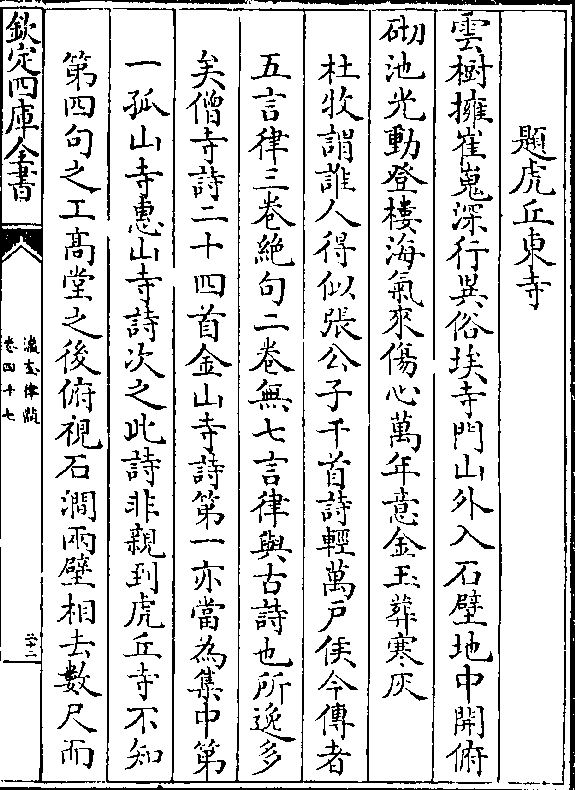 題虎丘東寺
雲樹擁崔嵬深行異俗埃寺門山外入石壁地中開俯
砌池光動登樓海氣來傷心萬年意金玉葬寒灰
杜牧謂誰人得似張公子千首詩輕萬戶侯今傳者
五言律三卷絶句二卷無七言律與古詩也所逸多
矣僧寺詩二十四首金山寺詩第一亦當為集中第
一孤山寺惠山寺詩次之此詩非親到虎丘寺不知
第四句之工髙堂之後俯視石澗兩壁相去數尺而
欽定四庫全書
瀛奎律髓
卷四十七